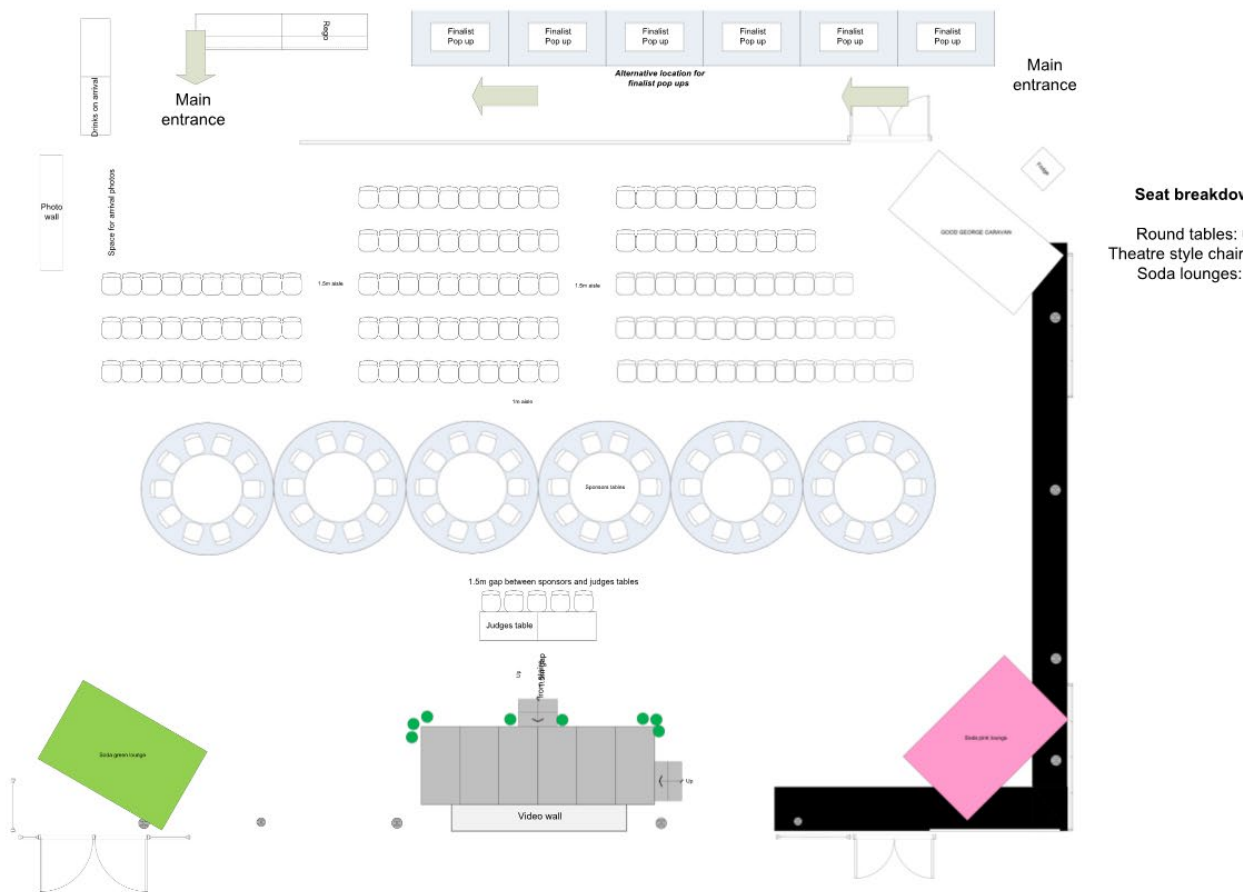 Rego
Finalist
Pop up
Finalist
Pop up
Finalist
Pop up
Finalist
Pop up
Finalist
Pop up
Finalist
Pop up
Alternative location for
finalist pop ups
Main
entrance
Main
entrance
Drinks on arrival
Photo
wall
Space for arrival photos
Fridge
GOOD GEORGE CARAVAN
Seat breakdow
Round tables:
Theatre style chair
Soda lounges:
1.5m aisle
1.5m aisle
1m aisle
Sponsors tables
1.5m gap between sponsors and judges tables
Judges table
Up
Soda green lounge
Soda pink lounge
Up
Video wall